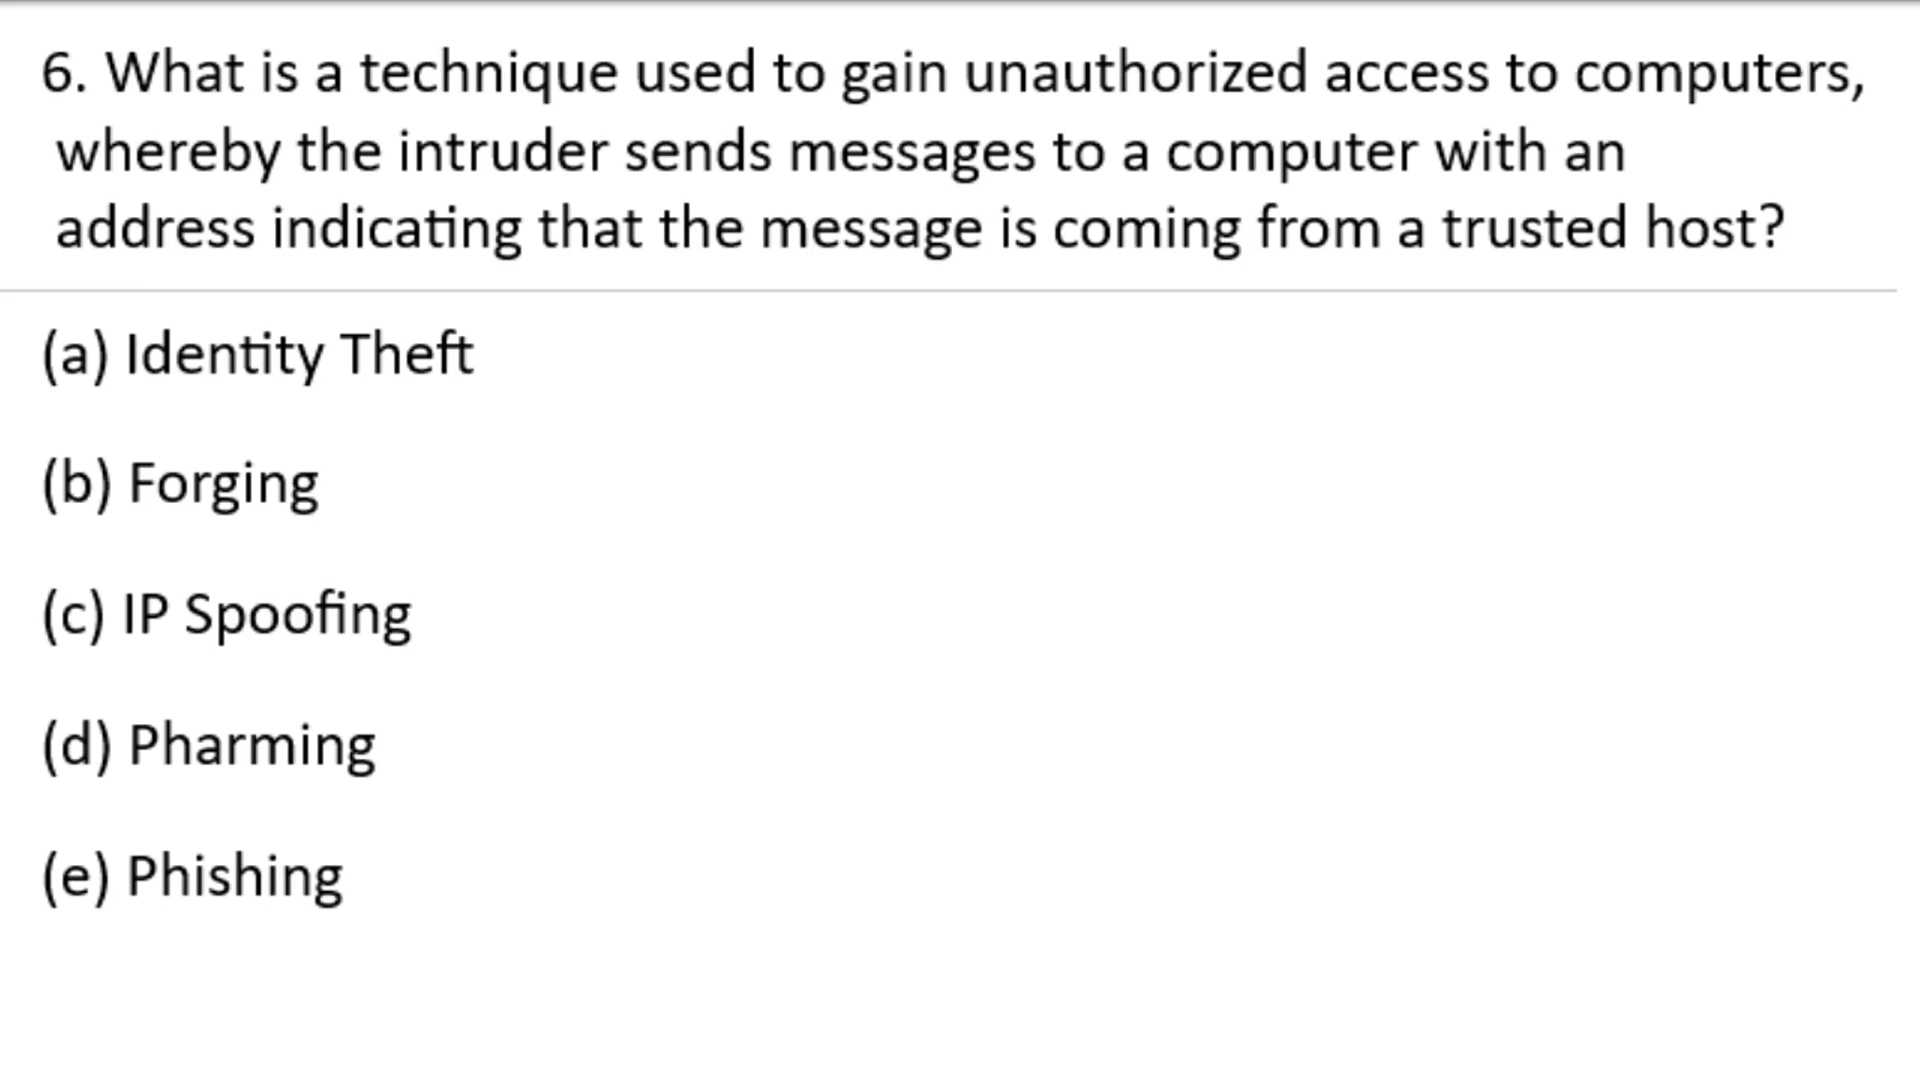 6. What is a technique used to gain unauthorized access to computers,
whereby the intruder sends messages to a computer with an
address indicating that the message is coming from a trusted host?
(a) Identity Theft
(b) Forging
(c) IP Spoofing
(d) Pharming
(e) Phishing